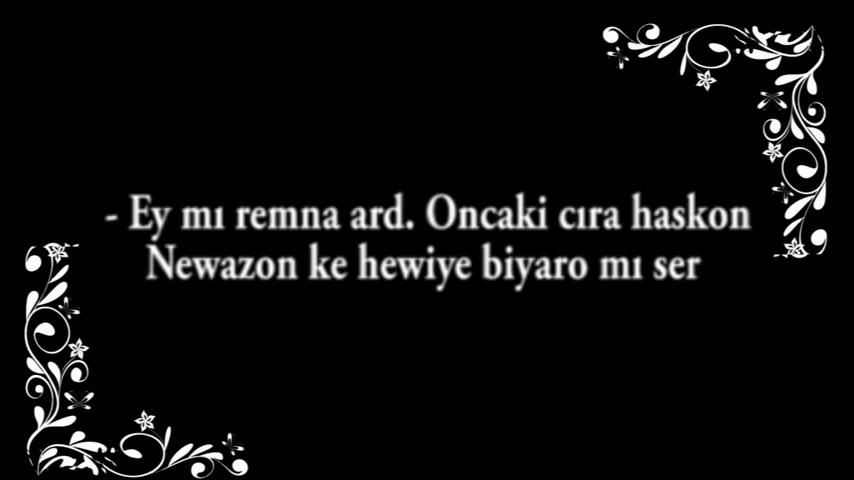 - Ey mı remna ard. Oncaki cıra haskon
Newazon ke hewiye biyaro mı ser